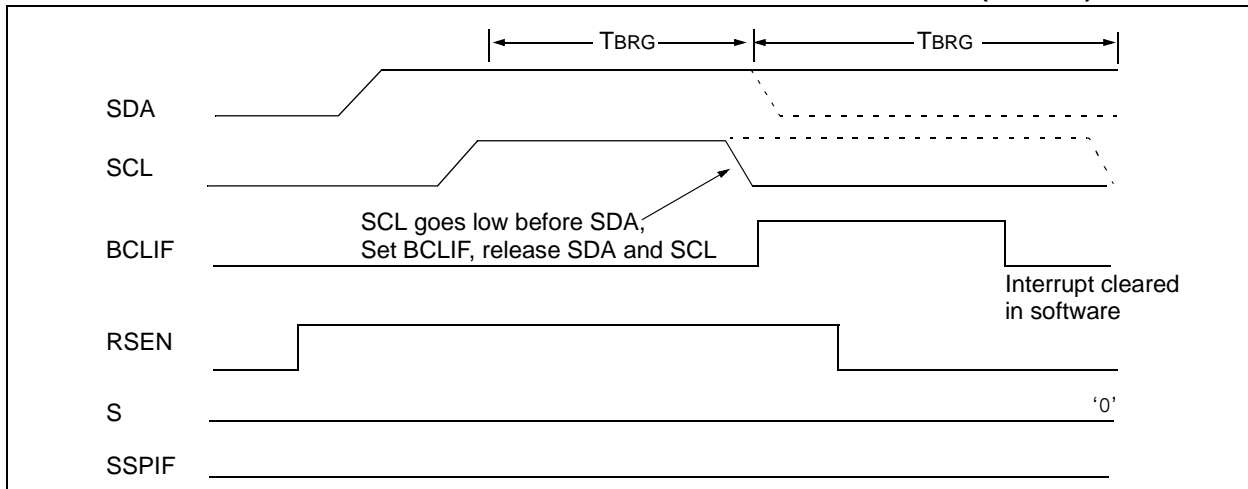 TBRG TBRG
SDA
SCL
SCL goes low before SDA,
Set BCLIF, release SDA and SCL
BCLIF
Interrupt cleared
in software
RSEN
S
‘0’
SSPIF